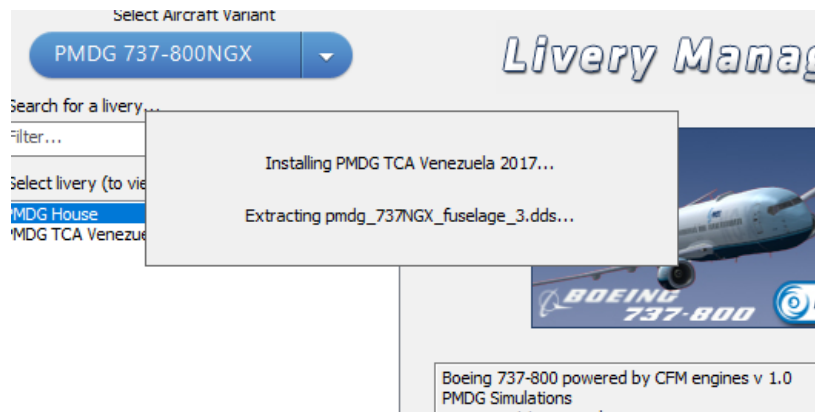 Select Aircraft Variant
PMDG 737-800NGX
Livery Manag
Search for a livery...
Filter...
Installing PMDG TCA Venezuela 2017...
Select livery (to vie
Extracting pmdg_737NGX_fuselage_3.dds...
PMDG House
PMDG TCA Venezue
BOEING
737-800
Boeing 737-800 powered by CFM engines v 1.0
PMDG Simulations